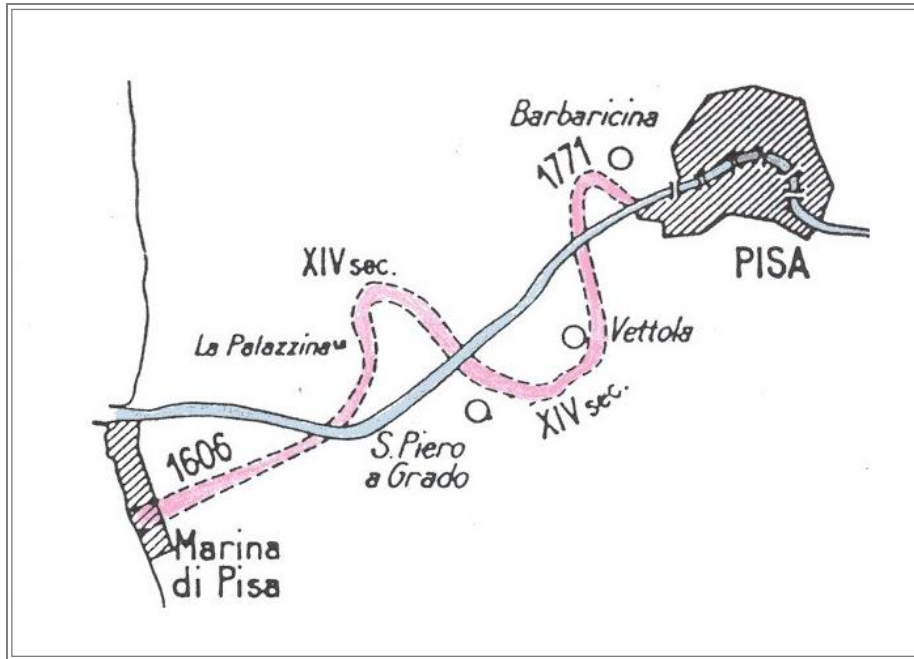 Barbaricina
1771
PISA
XIV sec.
La Palazzina
Vettola
XIV sec.
S. Piero
a Grado
1606
Marina
di Pisa